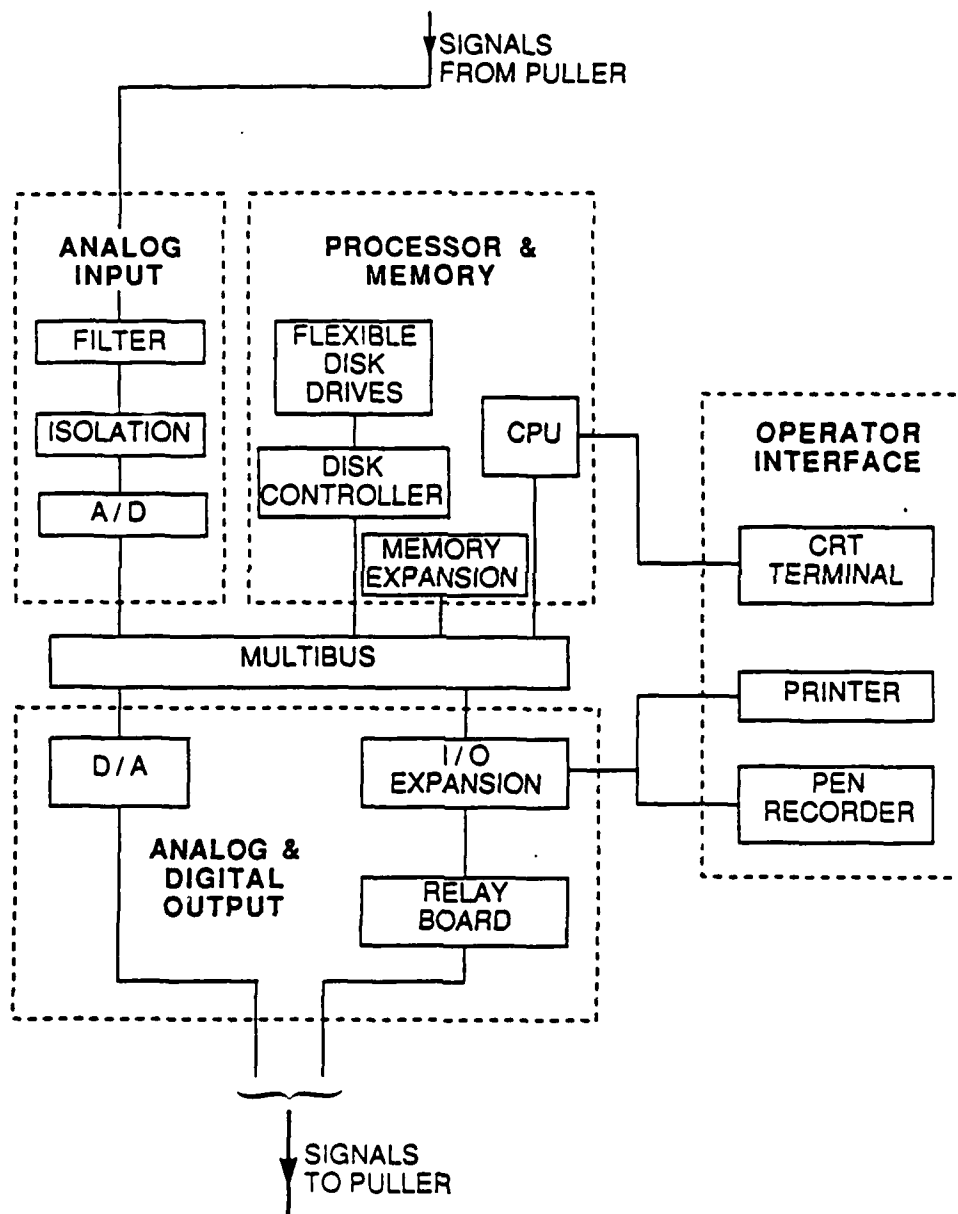 SIGNALS
FROM PULLER
ANALOG
INPUT
FILTER
ISOLATION
A/D
PROCESSOR &
MEMORY
FLEXIBLE
DISK
DRIVES
DISK
CONTROLLER
MEMORY
EXPANSION
CPU
OPERATOR
INTERFACE
CRT
TERMINAL
PRINTER
PEN
RECORDER
MULTIBUS
D/A
I/O
EXPANSION
ANALOG &
DIGITAL
OUTPUT
RELAY
BOARD
SIGNALS
TO PULLER